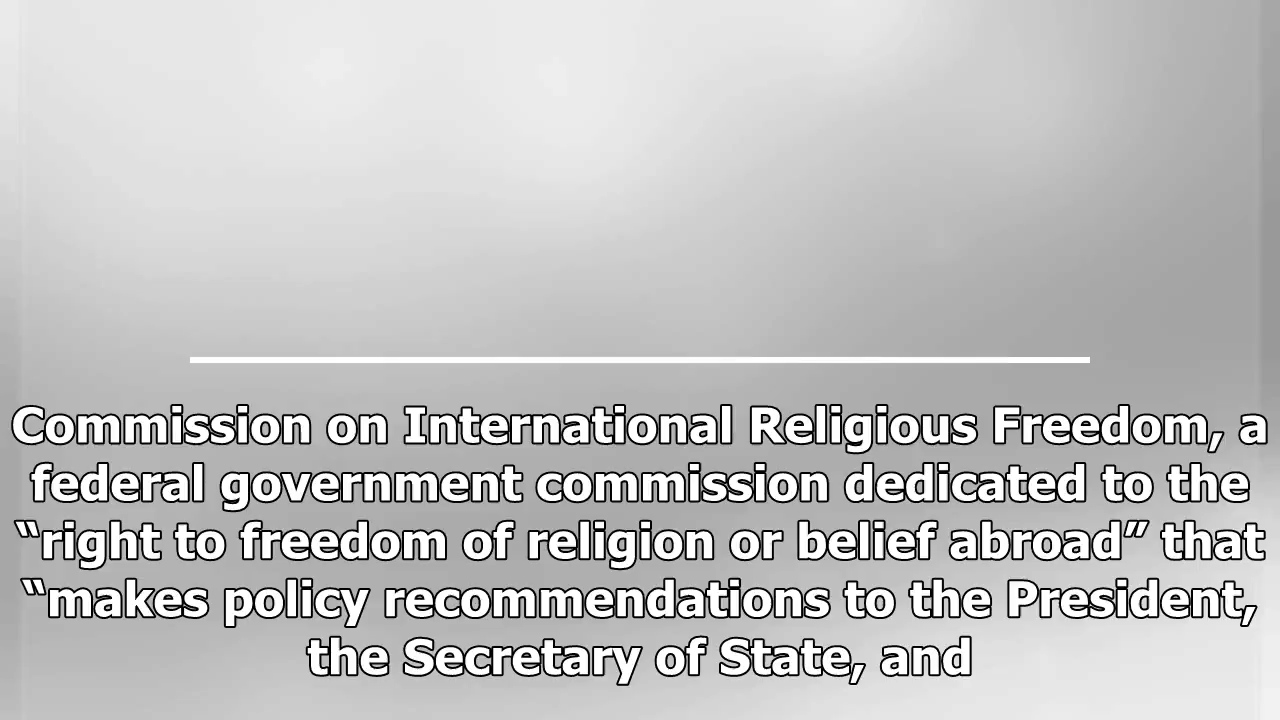 Commission on International Religious Freedom, a
federal government commission dedicated to the
“right to freedom of religion or belief abroad” that
“makes policy recommendations to the President,
the Secretary of State, and